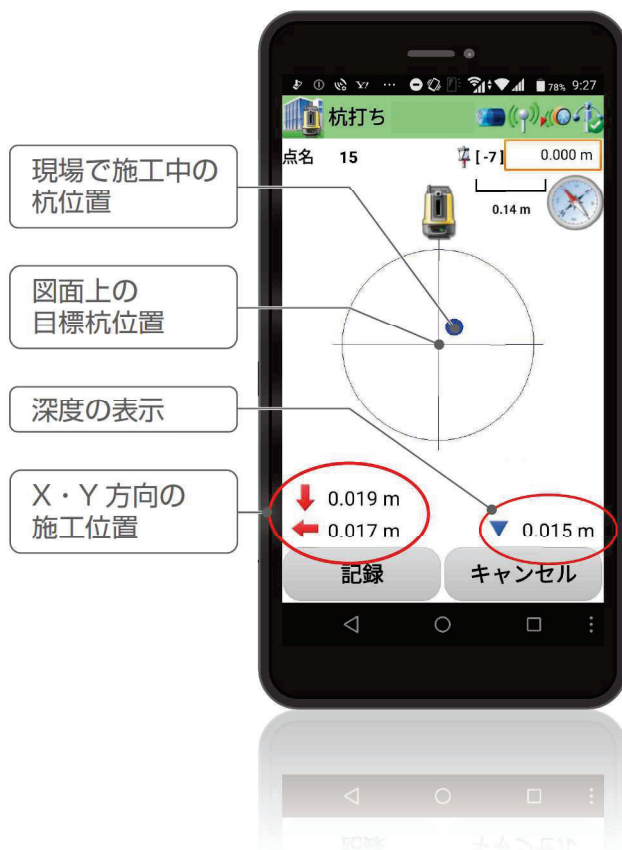 78% 9:27
杭打ち
点名 15 [-7] 0.000 m
0.14 m
現場で施工中の
杭位置
図面上の
目標杭位置
深度の表示
X・Y方向の
施工位置
0.019 m
0.017 m
0.015 m
記録 キャンセル